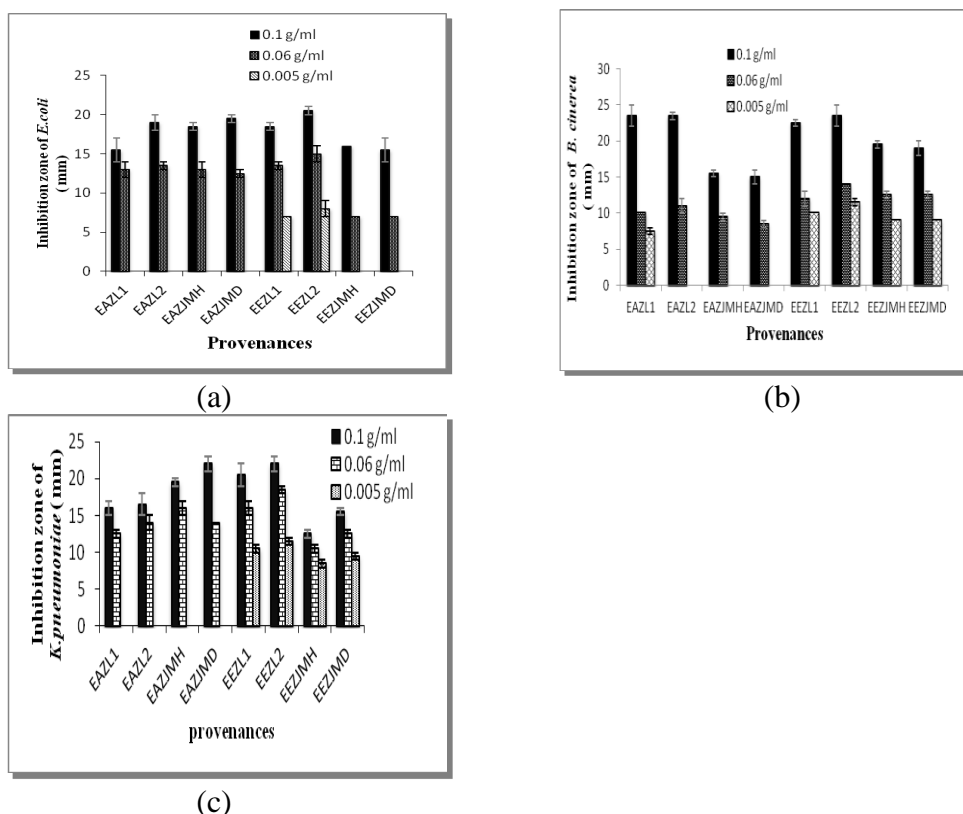 0.1 g/ml
0.06 g/ml
0.005 g/ml
25
20
15
10
5
0
Inhibition zone of E.coli
( mm)
EAZL1
EAZL2
EAZJMH
EAZJMD
EEZL1
EEZL2
EEZJMH
EEZJMD
Provenances
(a)
0.1 g/ml
0.06 g/ml
0.005 g/ml
30
25
20
15
10
5
0
Inhibition zone of B. cinerea
( mm)
EAZL1
EAZL2
EAZJMH
EAZJMD
EEZL1
EEZL2
EEZJMH
EEZJMD
Provenances
(b)
0.1 g/ml
0.06 g/ml
0.005 g/ml
25
20
15
10
5
0
Inhibition zone of
K.pneumoniae ( mm)
EAZL1
EAZL2
EAZJMH
EAZJMD
EEZL1
EEZL2
EEZJMH
EEZJMD
provenances
(c)